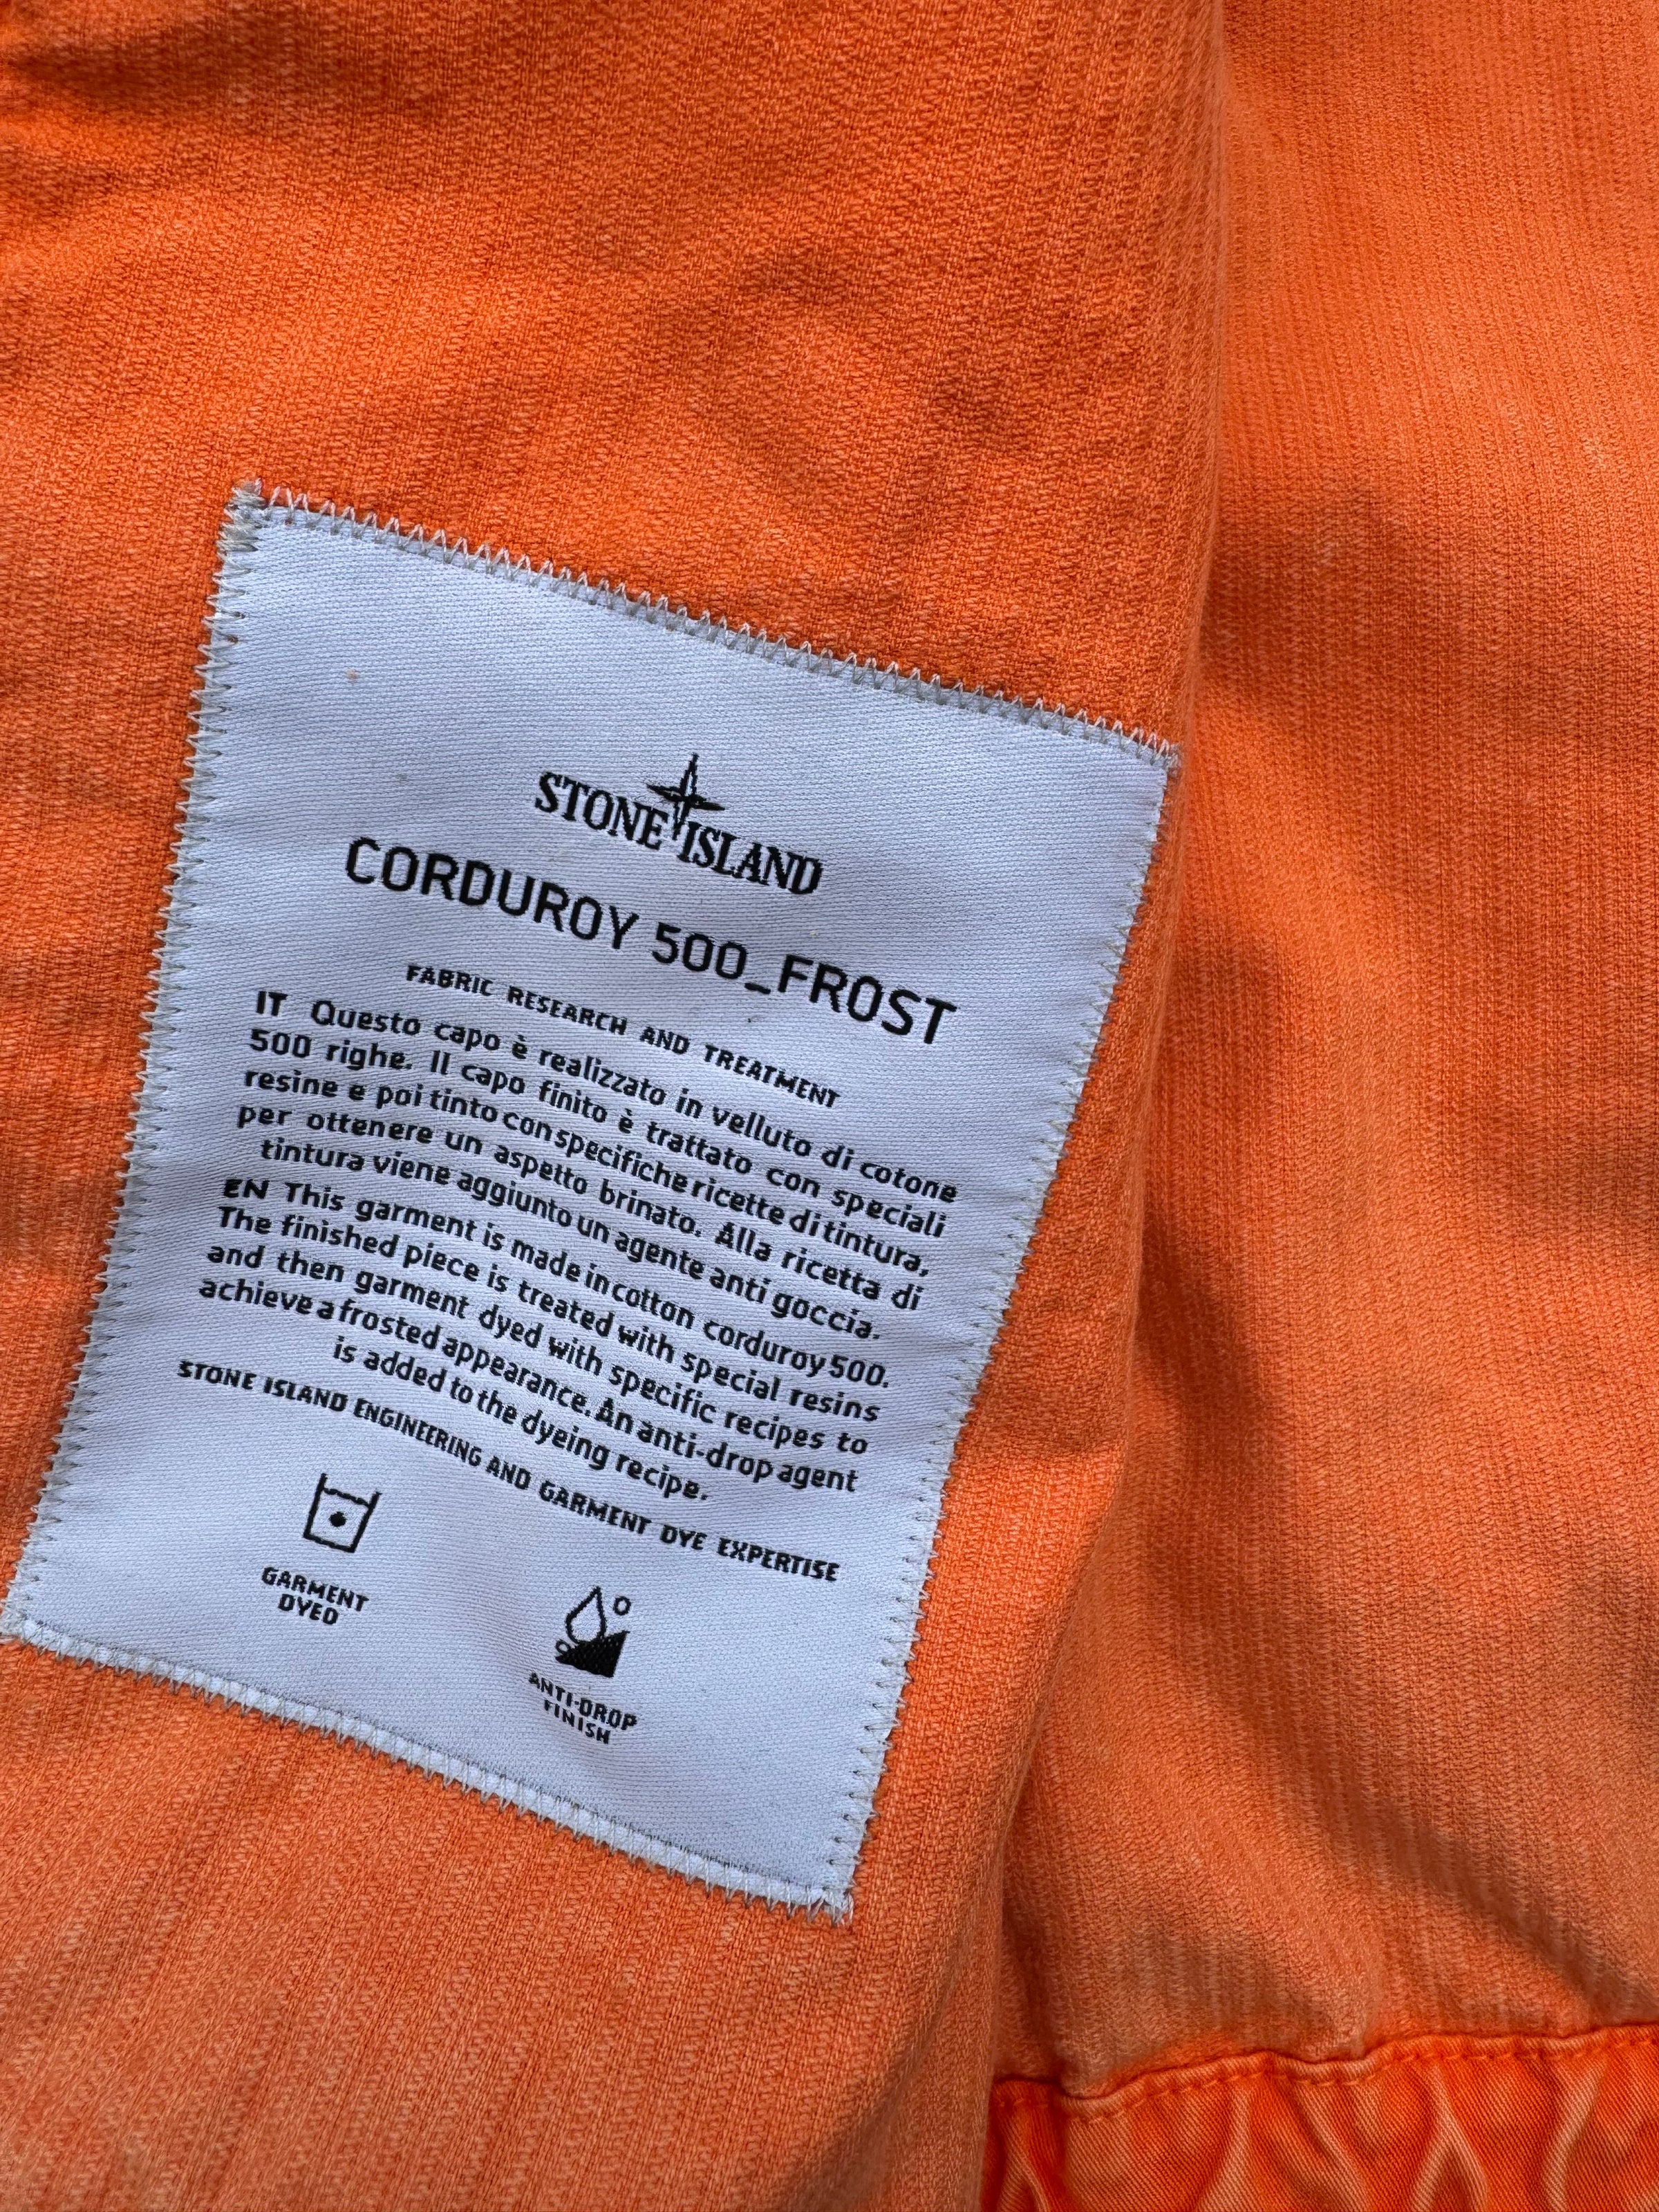 STONE ISLAND
CORDUROY 500_FROST
FABRIC RESEARCH AND TREATMENT
IT Questo capo è realizzato in velluto di cotone
500 righe. Il capo finito è trattato con speciali
resine e poi tinto con specifiche ricette di tintura,
per ottenere un aspetto brinato. Alla ricetta di
tintura viene aggiunto un agente anti goccia.
EN This garment is made in cotton corduroy 500.
The finished piece is treated with special resins
and then garment dyed with specific recipes to
achieve a frosted appearance. An anti-drop agent
is added to the dyeing recipe.
STONE ISLAND ENGINEERING AND GARMENT DYE EXPERTISE
GARMENT
DYED
ANTI-DROP
FINISH